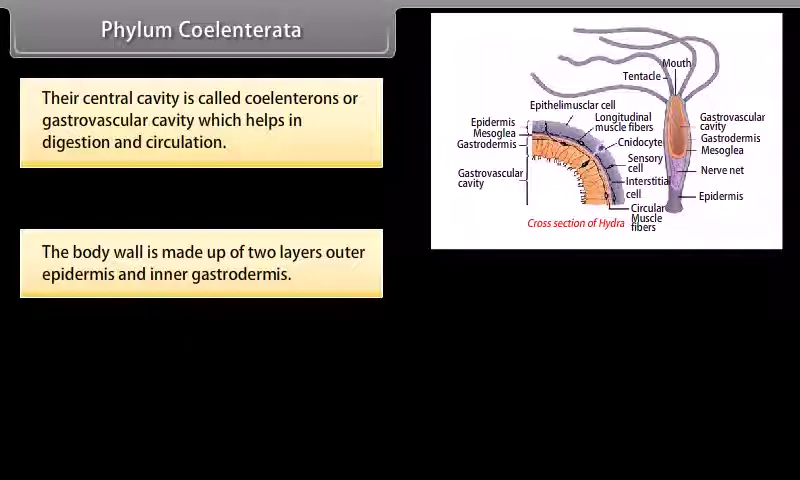 Phylum Coelenterata
Their central cavity is called coelenterons or
gastrovascular cavity which helps in
digestion and circulation.
The body wall is made up of two layers outer
epidermis and inner gastrodermis.
Mouth
Tentacle
Epithelimusclar cell
Longitudinal
muscle fibers
Epidermis
Mesoglea
Gastrodermis
Cnidocyte
Sensory
cell
Gastrovascular
cavity
Interstitial
cell
Circular
Muscle
fibers
Cross section of Hydra
Gastrovascular
cavity
Gastrodermis
Mesoglea
Nerve net
Epidermis